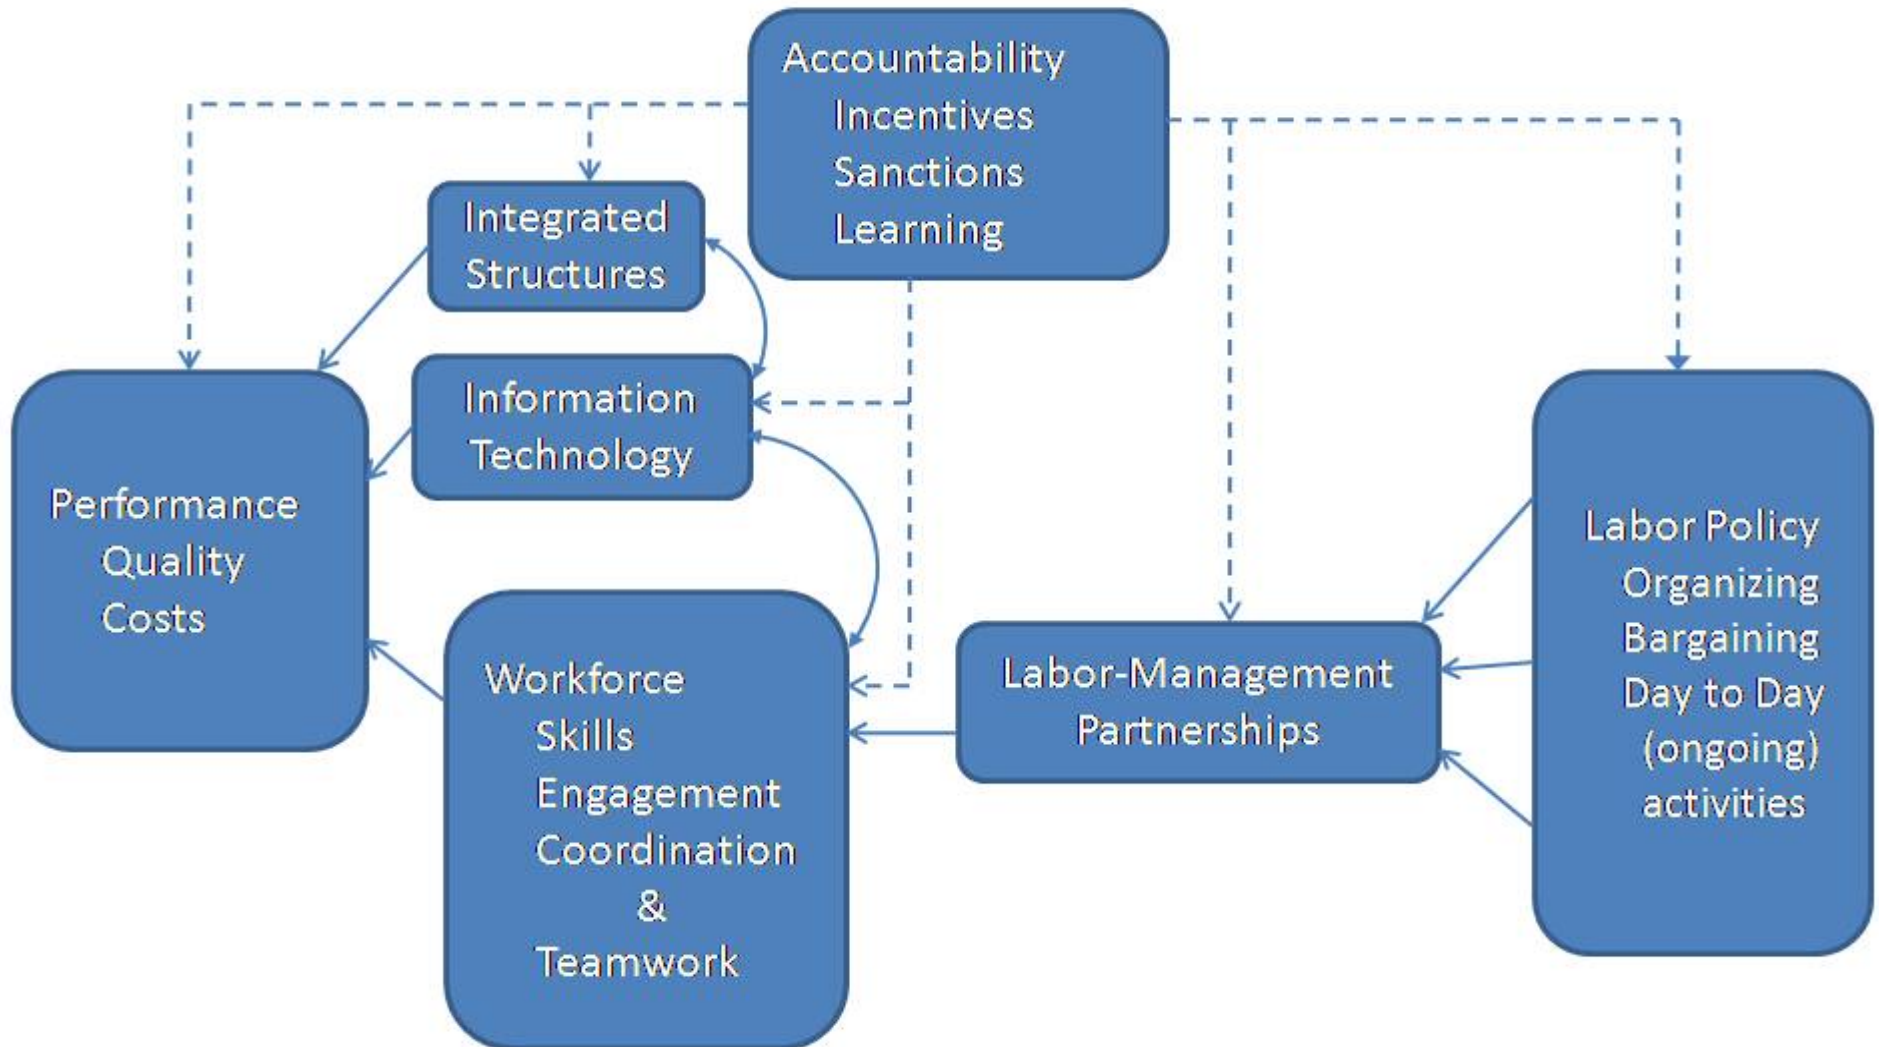 Accountability
Incentives
Sanctions
Learning
Integrated
Structures
Information
Technology
Performance
Quality
Costs
Workforce
Skills
Engagement
Coordination
&
Teamwork
Labor-Management
Partnerships
Labor Policy
Organizing
Bargaining
Day to Day
(ongoing)
activities